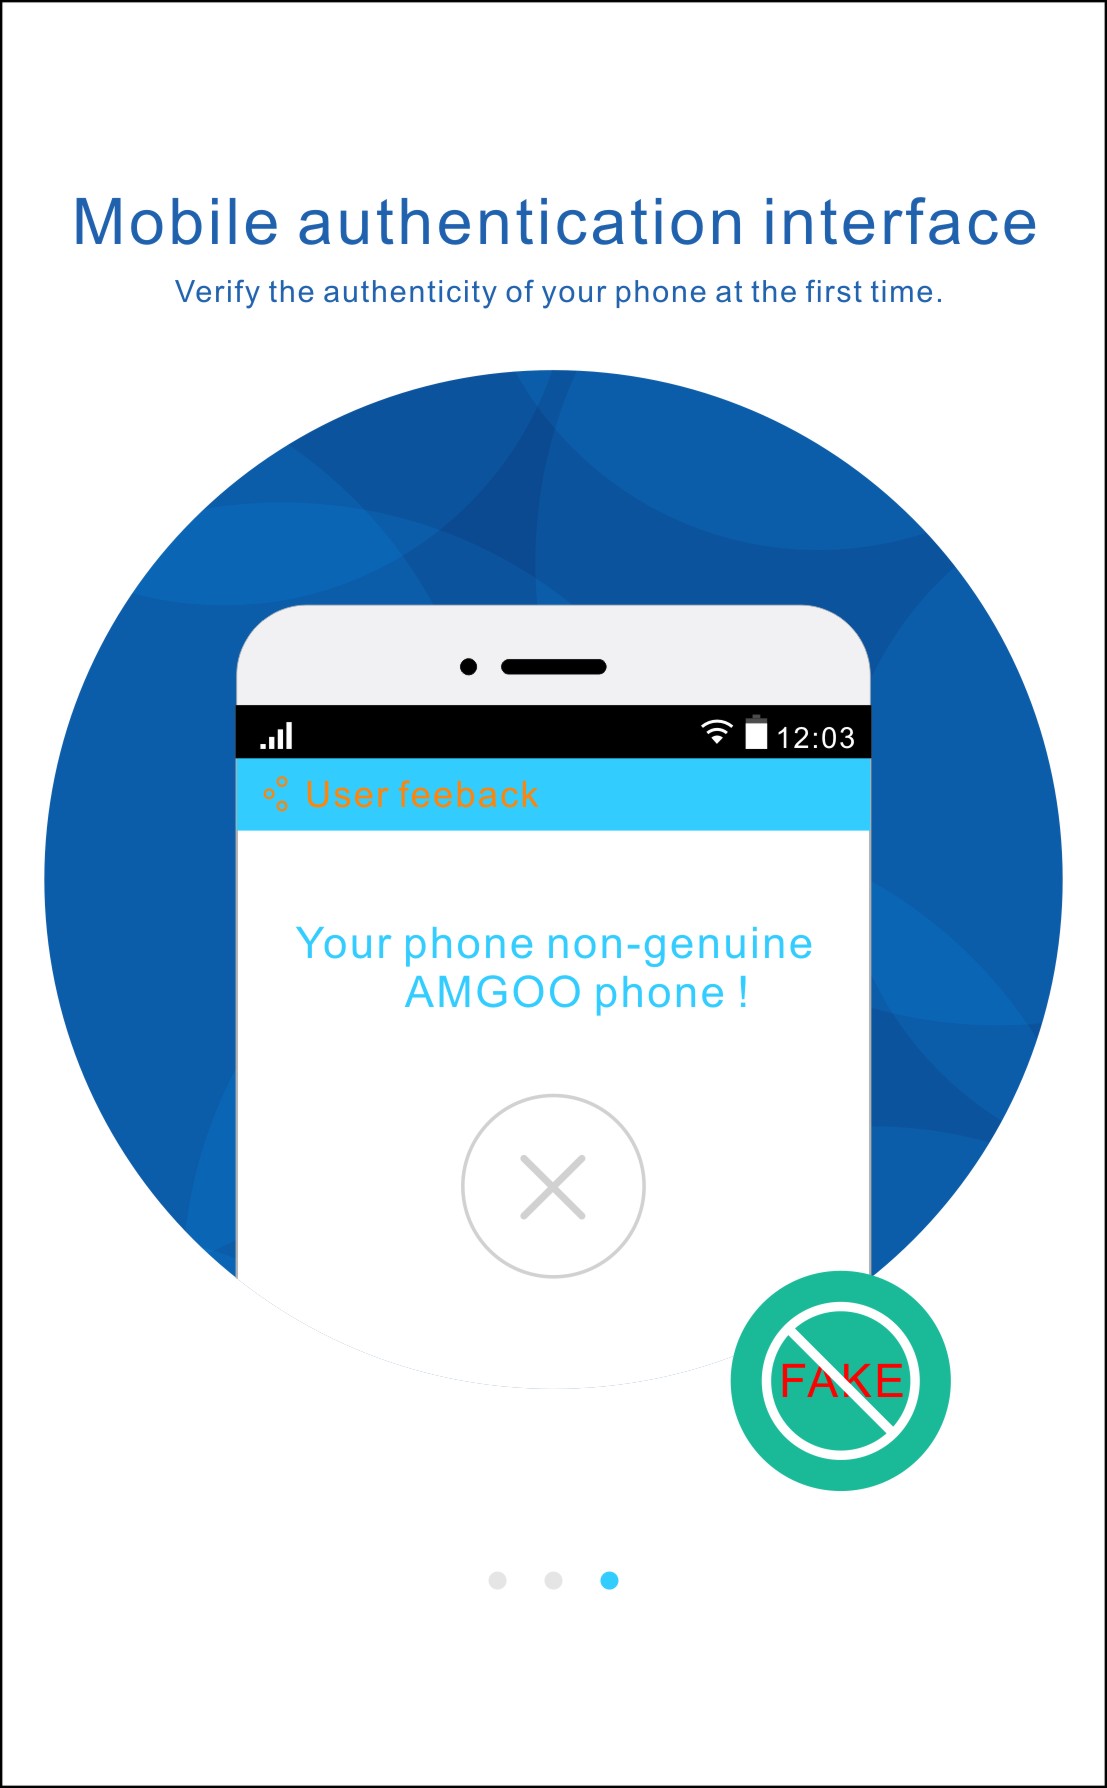 Mobile authentication interface
Verify the authenticity of your phone at the first time.
12:03
User feeback
Your phone non-genuine
AMGOO phone !
FAKE